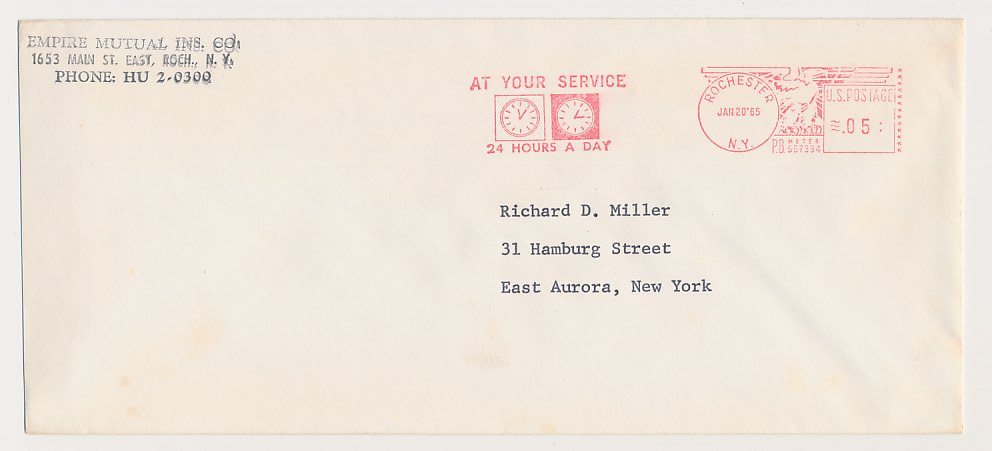 EMPIRE MUTUAL INS. CO.
1653 MAIN ST. EAST, ROCH., N. Y.
PHONE: HU 2-0300
AT YOUR SERVICE
24 HOURS A DAY
ROCHESTER
JAN 20 '65
N.Y.
U.S. POSTAGE
.05
P.B. METER
Richard D. Miller
31 Hamburg Street
East Aurora, New York